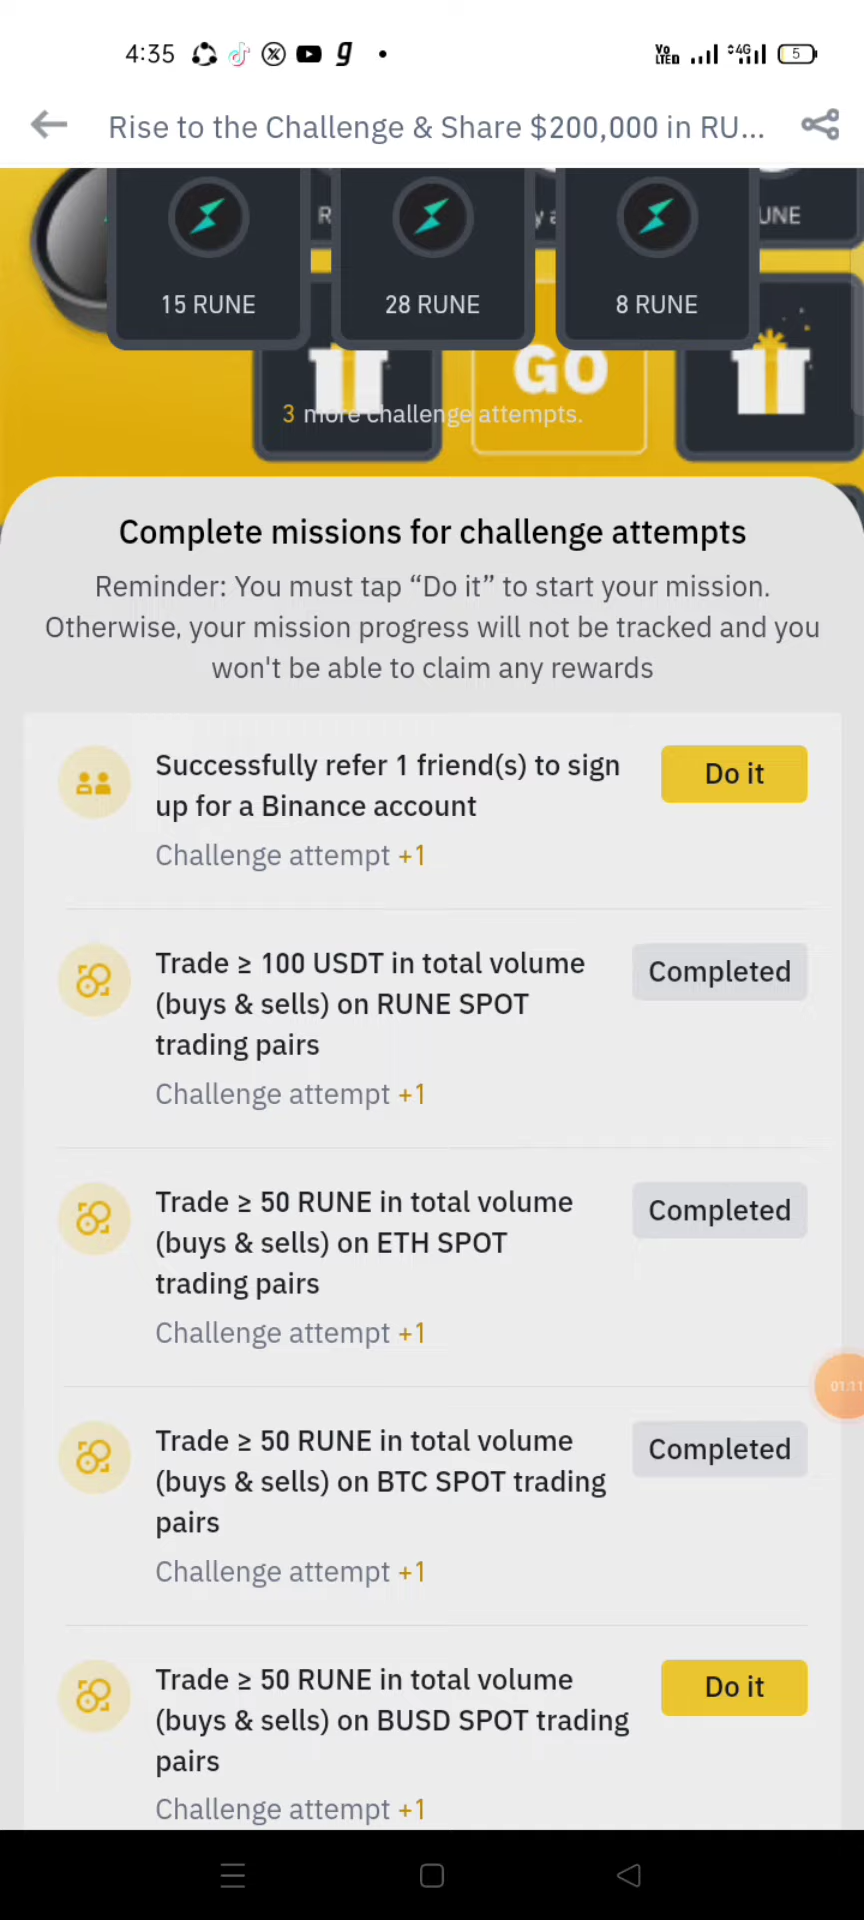 4:35
Vo LTE
4G
5
Rise to the Challenge & Share $200,000 in RU...
R
y a
UNE
15 RUNE
28 RUNE
8 RUNE
GO
3 more challenge attempts.
Complete missions for challenge attempts
Reminder: You must tap “Do it” to start your mission.
Otherwise, your mission progress will not be tracked and you
won't be able to claim any rewards
Successfully refer 1 friend(s) to sign
up for a Binance account
Do it
Challenge attempt +1
Trade ≥ 100 USDT in total volume
(buys & sells) on RUNE SPOT
trading pairs
Completed
Challenge attempt +1
Trade ≥ 50 RUNE in total volume
(buys & sells) on ETH SPOT
trading pairs
Completed
Challenge attempt +1
Trade ≥ 50 RUNE in total volume
(buys & sells) on BTC SPOT trading
pairs
Completed
Challenge attempt +1
01:11
Trade ≥ 50 RUNE in total volume
(buys & sells) on BUSD SPOT trading
pairs
Do it
Challenge attempt +1